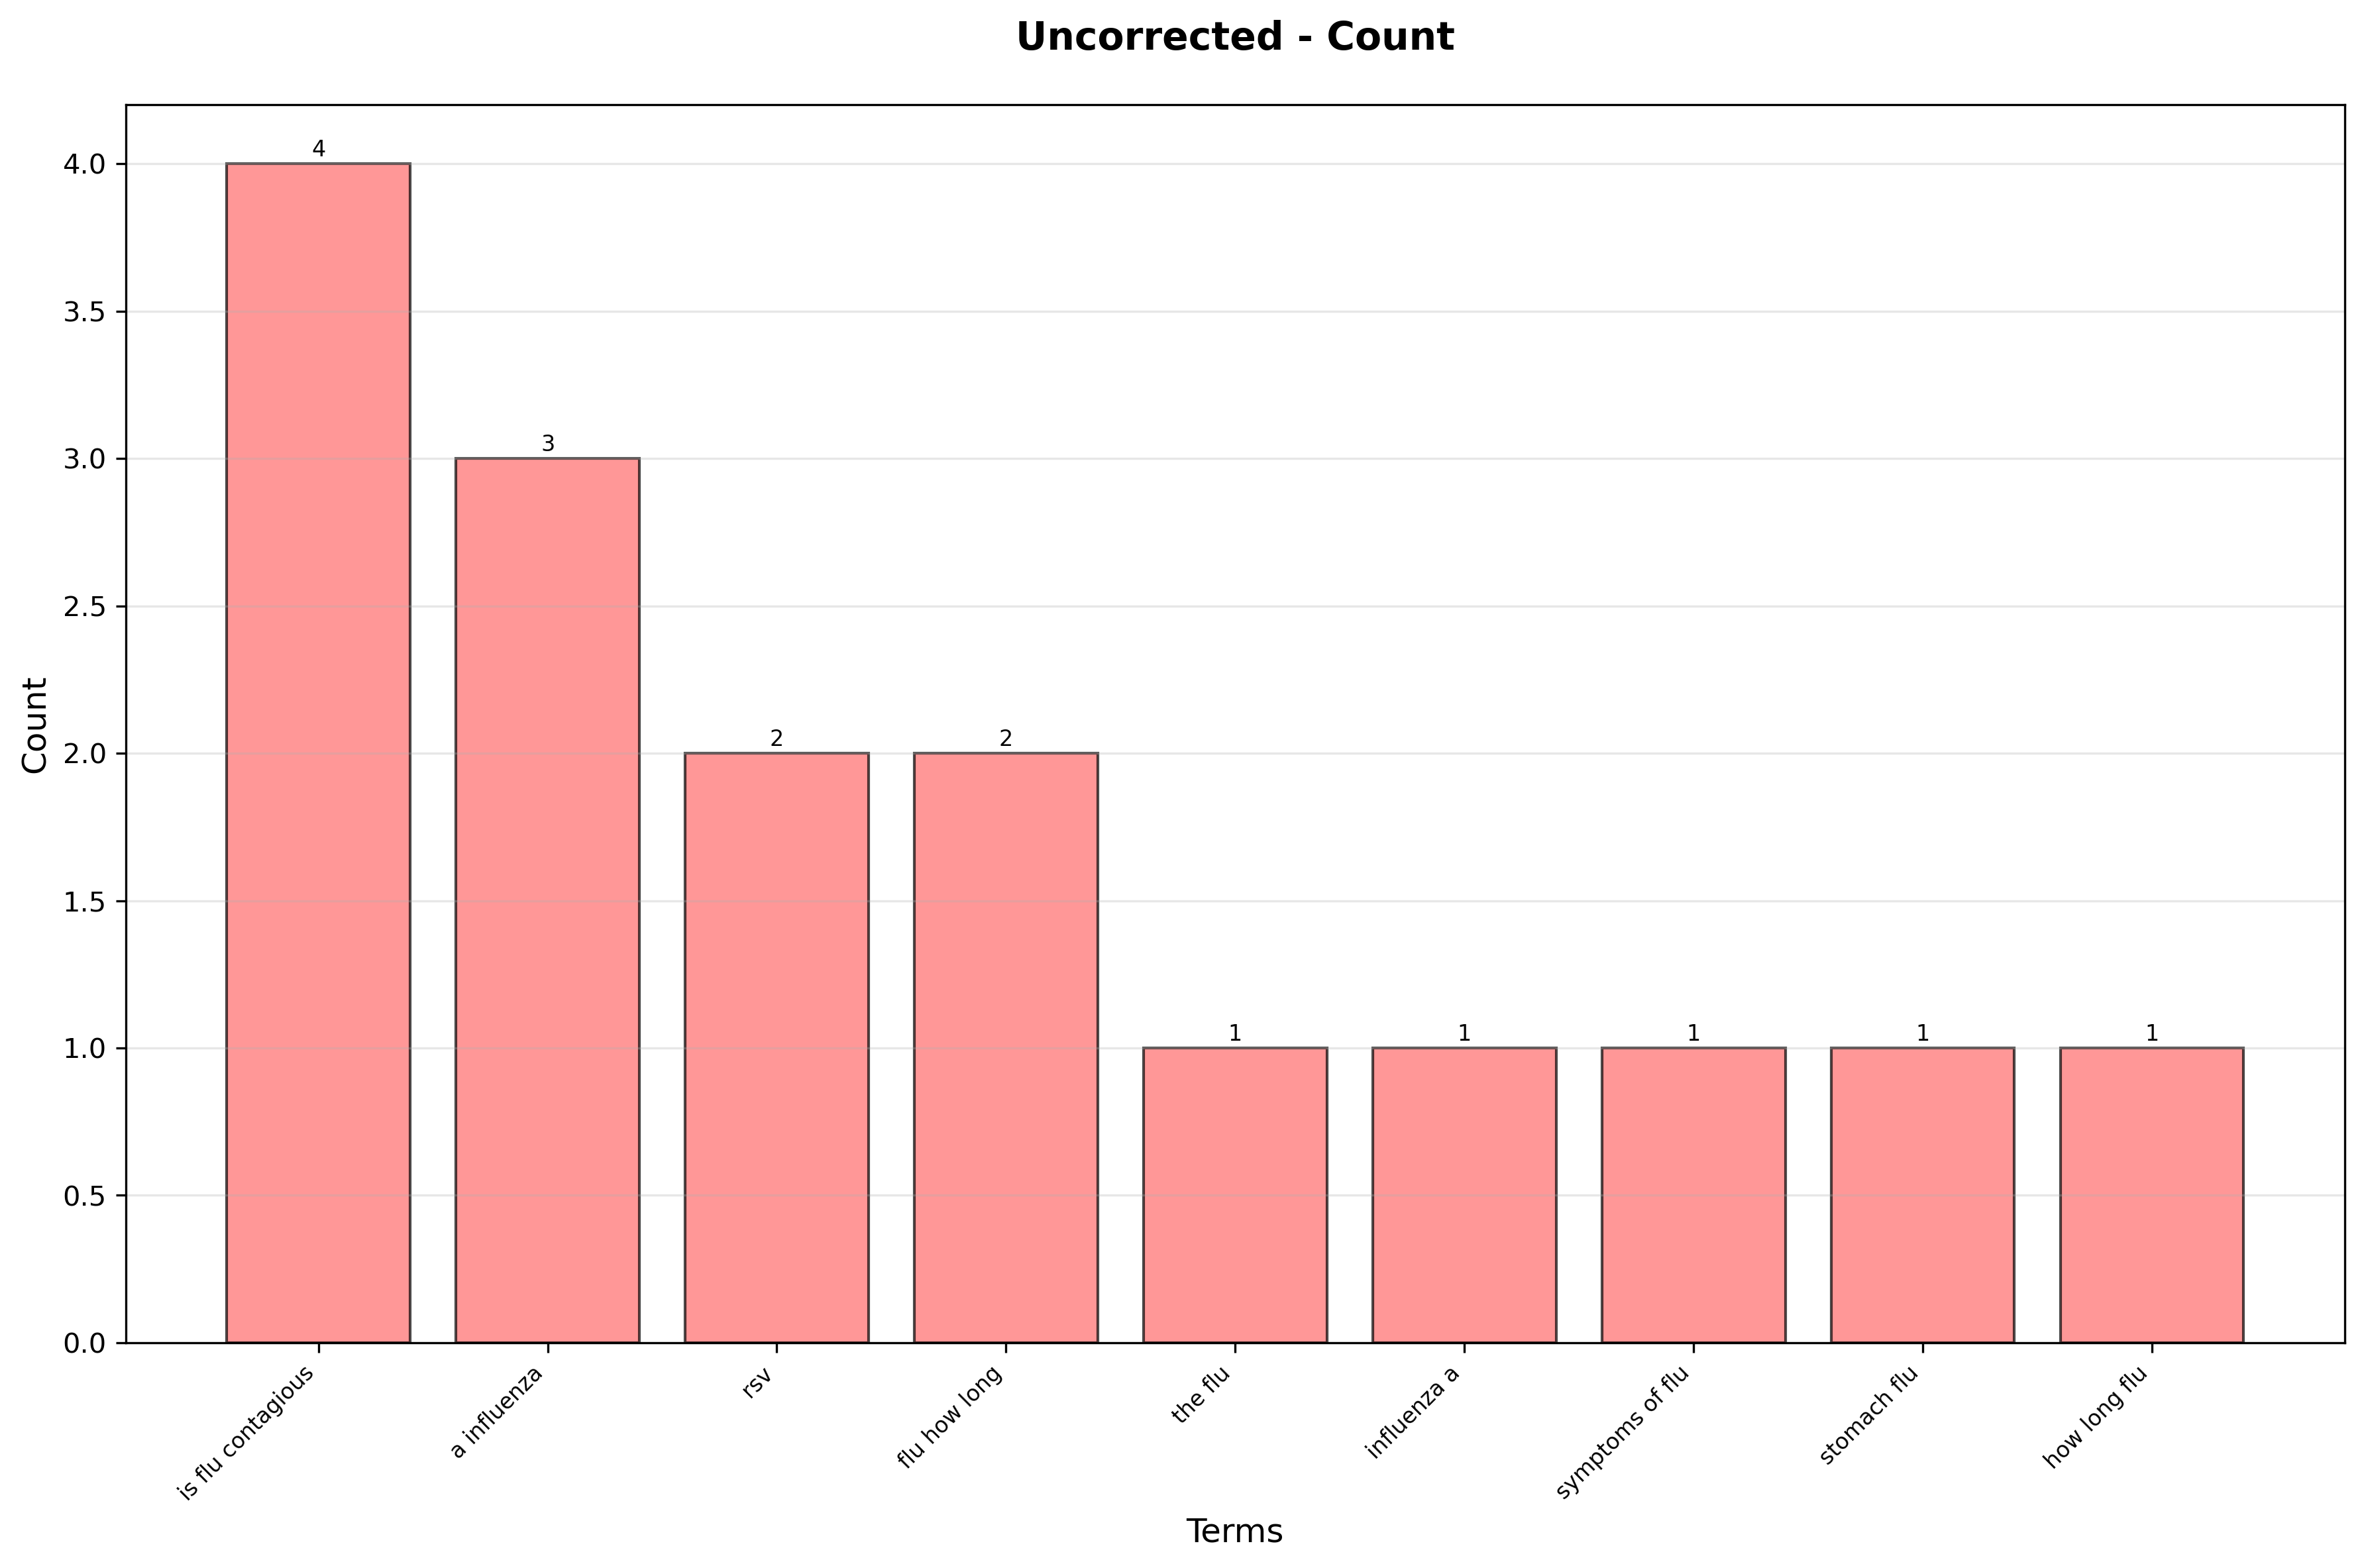 Uncorrected - Count
4
3
2
2
1
1
1
1
1
4.0
3.5
3.0
2.5
2.0
1.5
1.0
0.5
0.0
Count
is flu contagious
a influenza
rsv
flu how long
the flu
influenza a
symptoms of flu
stomach flu
how long flu
Terms